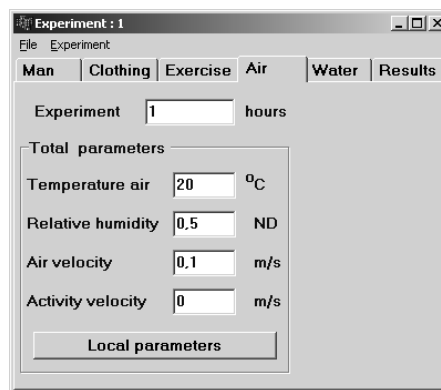 Experiment : 1
File Experiment
Man Clothing Exercise Air Water Results
Experiment 1 hours
Total parameters
Temperature air 20 °C
Relative humidity 0,5 ND
Air velocity 0,1 m/s
Activity velocity 0 m/s
Local parameters